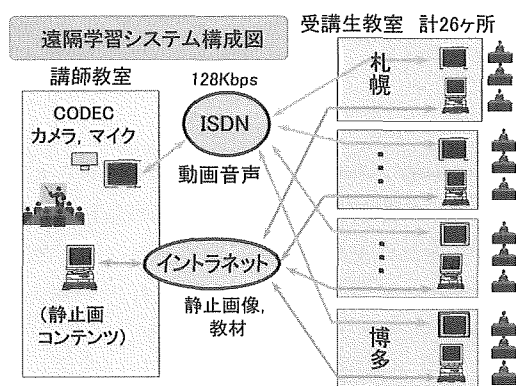 遠隔学習システム構成図
講師教室
CODEC
カメラ, マイク
(静止画
コンテンツ)
128Kbps
ISDN
動画音声
イントラネット
静止画像,
教材
受講生教室 計26ヶ所
札
幌
博
多